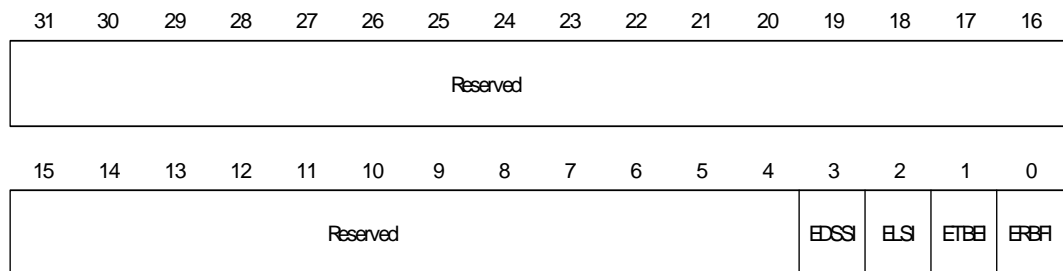 31 30 29 28 27 26 25 24 23 22 21 20 19 18 17 16
Reserved
15 14 13 12 11 10 9 8 7 6 5 4 3 2 1 0
Reserved EDSSI ELSI ETBEI ERBFI